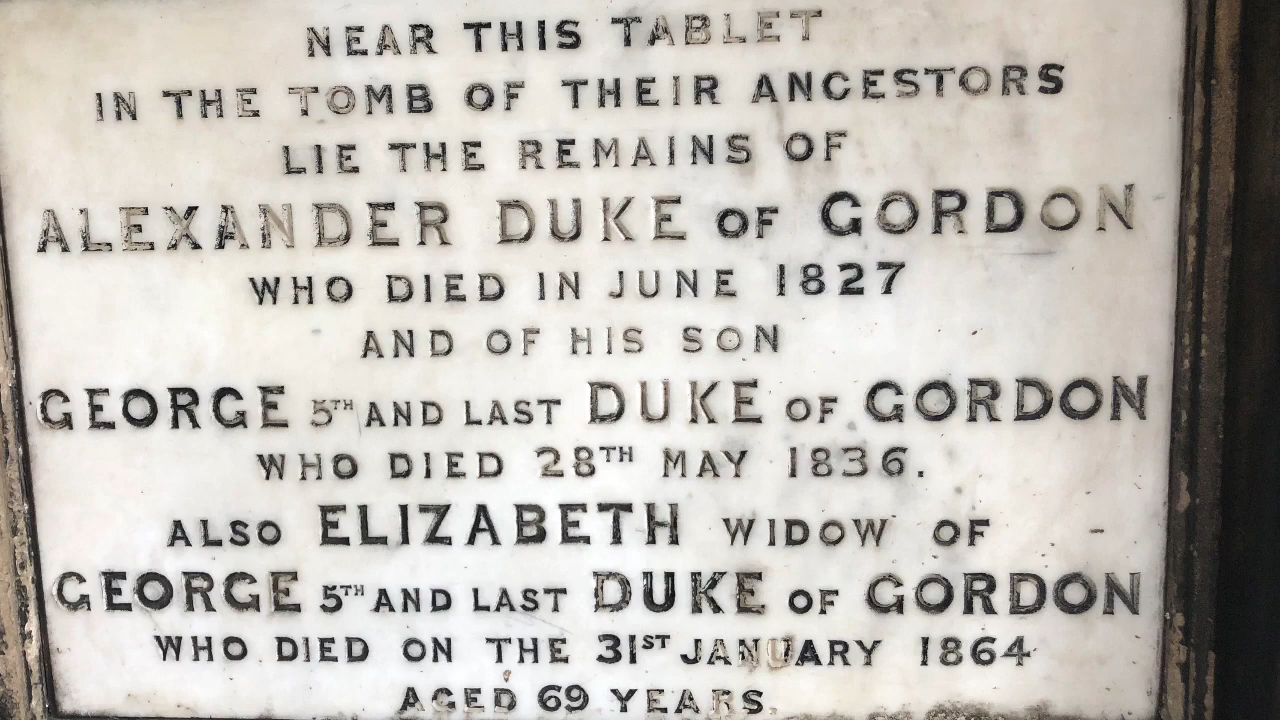 NEAR THIS TABLET
IN THE TOMB OF THEIR ANCESTORS
LIE THE REMAINS OF
ALEXANDER DUKE OF GORDON
WHO DIED IN JUNE 1827
AND OF HIS SON
GEORGE 5TH AND LAST DUKE OF GORDON
WHO DIED 28TH MAY 1836.
ALSO ELIZABETH WIDOW OF
GEORGE 5TH AND LAST DUKE OF GORDON
WHO DIED ON THE 31ST JANUARY 1864
AGED 69 YEARS.